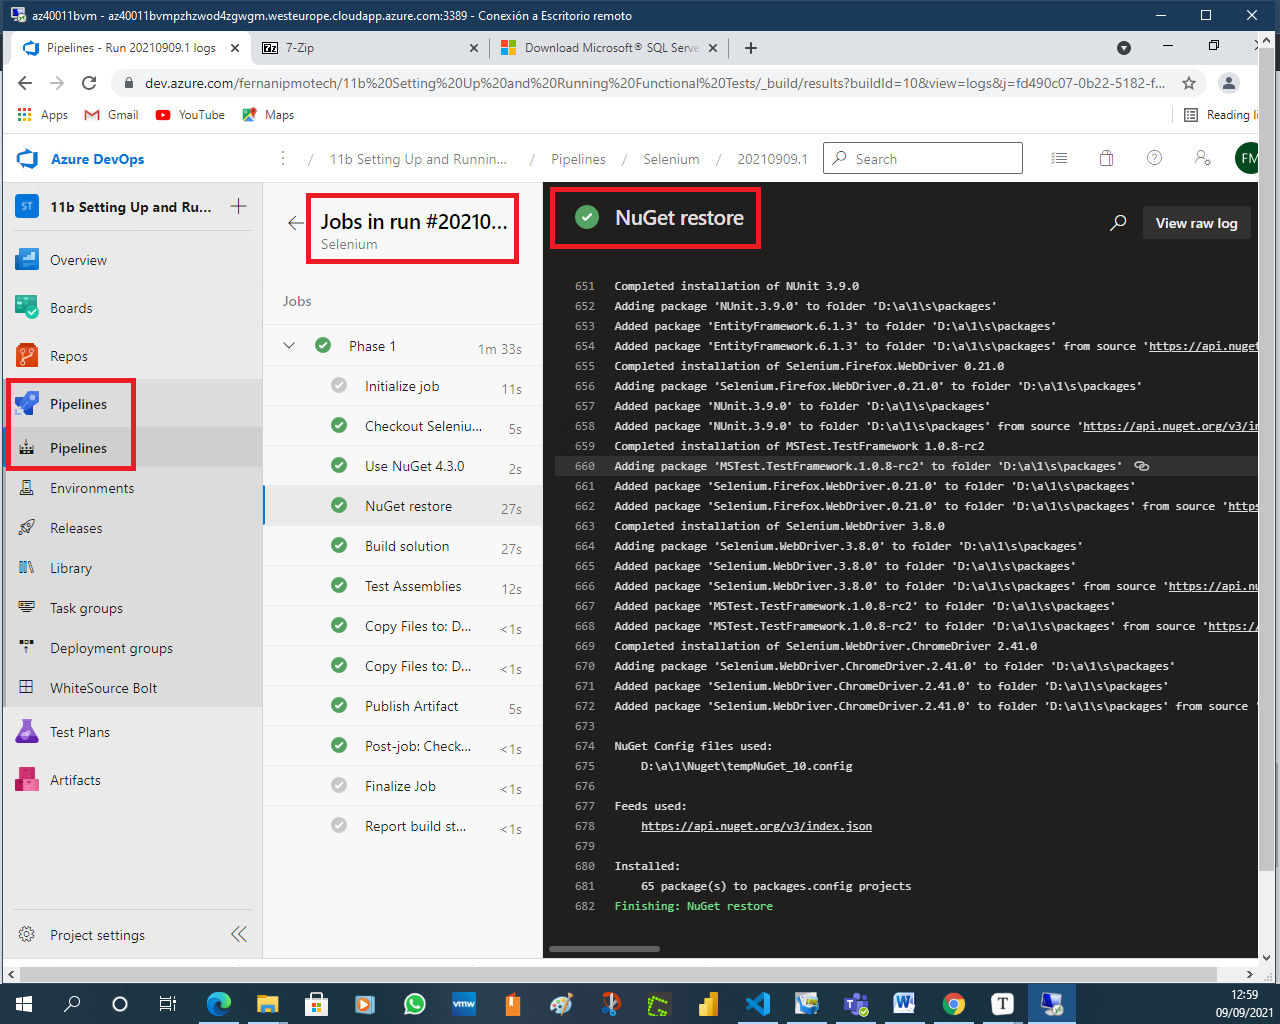 az40011bvm - az40011bvmpzhzwod4zgwgm.westeurope.cloudapp.azure.com:3389 - Conexión a Escritorio remoto
Pipelines - Run 20210909.1 logs
7-Zip
Download Microsoft® SQL Serve
dev.azure.com/fernanipmotech/11b%20Setting%20Up%20and%20Running%20Functional%20Tests/_build/results?buildId=10&view=logs&j=fd490c07-0b22-5182-f...
Apps
Gmail
YouTube
Maps
Reading li
Azure DevOps
/ 11b Setting Up and Runnin... / Pipelines / Selenium / 20210909.1
Search
FM
ST
11b Setting Up and Ru...
Overview
Boards
Repos
Pipelines
Pipelines
Environments
Releases
Library
Task groups
Deployment groups
WhiteSource Bolt
Test Plans
Artifacts
Project settings
Jobs in run #20210...
Selenium
Jobs
Phase 1 1m 33s
Initialize job 11s
Checkout Seleniu... 5s
Use NuGet 4.3.0 2s
NuGet restore 27s
Build solution 27s
Test Assemblies 12s
Copy Files to: D... <1s
Copy Files to: D... <1s
Publish Artifact 5s
Post-job: Check... <1s
Finalize Job <1s
Report build st... <1s
NuGet restore
View raw log
651 Completed installation of NUnit 3.9.0
652 Adding package 'NUnit.3.9.0' to folder 'D:\a\1\s\packages'
653 Added package 'EntityFramework.6.1.3' to folder 'D:\a\1\s\packages'
654 Added package 'EntityFramework.6.1.3' to folder 'D:\a\1\s\packages' from source 'https://api.nuget
655 Completed installation of Selenium.Firefox.WebDriver 0.21.0
656 Adding package 'Selenium.Firefox.WebDriver.0.21.0' to folder 'D:\a\1\s\packages'
657 Added package 'NUnit.3.9.0' to folder 'D:\a\1\s\packages'
658 Added package 'NUnit.3.9.0' to folder 'D:\a\1\s\packages' from source 'https://api.nuget.org/v3/in
659 Completed installation of MSTest.TestFramework 1.0.8-rc2
660 Adding package 'MSTest.TestFramework.1.0.8-rc2' to folder 'D:\a\1\s\packages'
661 Added package 'Selenium.Firefox.WebDriver.0.21.0' to folder 'D:\a\1\s\packages'
662 Added package 'Selenium.Firefox.WebDriver.0.21.0' to folder 'D:\a\1\s\packages' from source 'https
663 Completed installation of Selenium.WebDriver 3.8.0
664 Adding package 'Selenium.WebDriver.3.8.0' to folder 'D:\a\1\s\packages'
665 Added package 'Selenium.WebDriver.3.8.0' to folder 'D:\a\1\s\packages'
666 Added package 'Selenium.WebDriver.3.8.0' to folder 'D:\a\1\s\packages' from source 'https://api.nu
667 Added package 'MSTest.TestFramework.1.0.8-rc2' to folder 'D:\a\1\s\packages'
668 Added package 'MSTest.TestFramework.1.0.8-rc2' to folder 'D:\a\1\s\packages' from source 'https:/
669 Completed installation of Selenium.WebDriver.ChromeDriver 2.41.0
670 Adding package 'Selenium.WebDriver.ChromeDriver.2.41.0' to folder 'D:\a\1\s\packages'
671 Added package 'Selenium.WebDriver.ChromeDriver.2.41.0' to folder 'D:\a\1\s\packages'
672 Added package 'Selenium.WebDriver.ChromeDriver.2.41.0' to folder 'D:\a\1\s\packages' from source '
673
674 NuGet Config files used:
675 D:\a\1\Nuget\tempNuGet_10.config
676
677 Feeds used:
678 https://api.nuget.org/v3/index.json
679
680 Installed:
681 65 package(s) to packages.config projects
682 Finishing: NuGet restore
vmw
12:59
09/09/2021